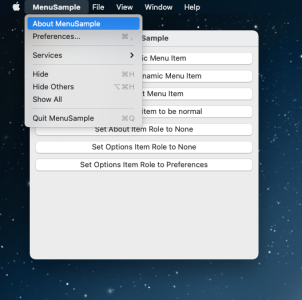 MenuSample File View Window Help
About MenuSample
Preferences... ⌘,
Services >
Hide ⌘H
Hide Others ⌥⌘H
Show All
Quit MenuSample ⌘Q
Sample
ic Menu Item
namic Menu Item
t Menu Item
tem to be normal
Set About Item Role to None
Set Options Item Role to None
Set Options Item Role to Preferences